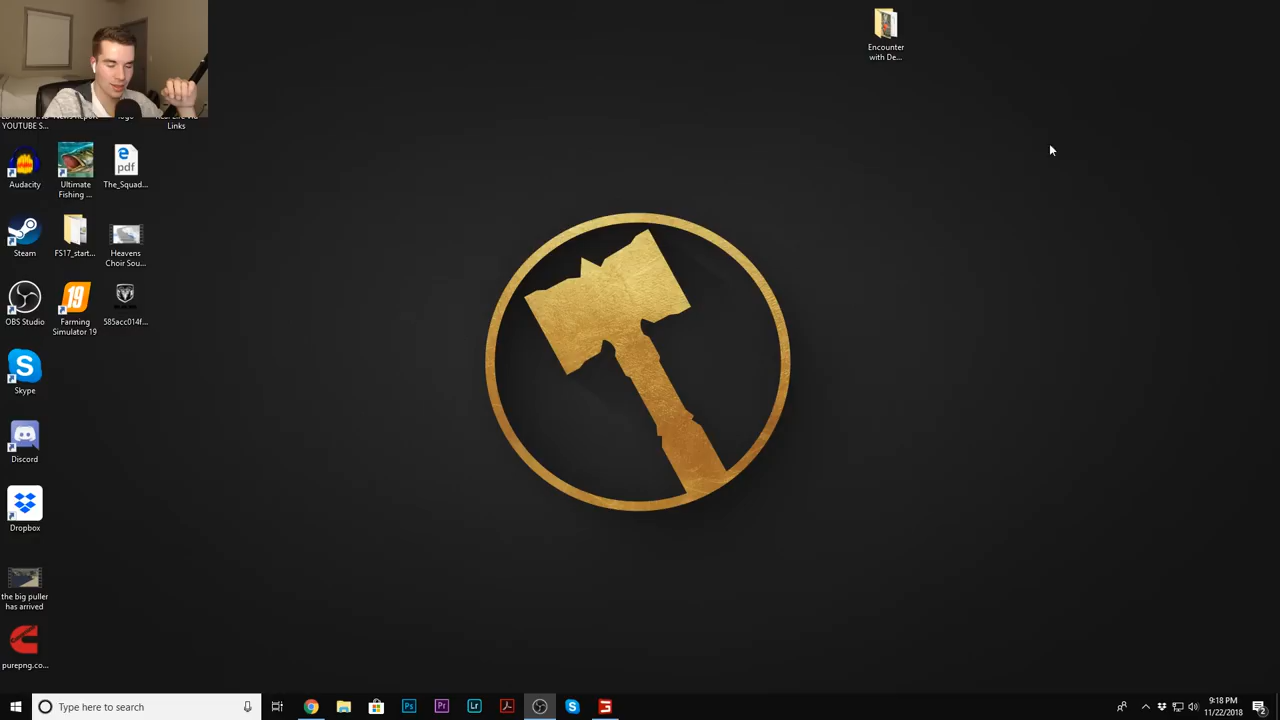 Encounter
with De...
YOUTUBE S...
Links
Audacity
Ultimate
Fishing ...
The_Squad...
Steam
FS17_start...
Heavens
Choir Sou...
OBS Studio
Farming
Simulator 19
585acc014f...
Skype
Discord
Dropbox
the big puller
has arrived
purepng.co...
Type here to search
9:18 PM
11/22/2018